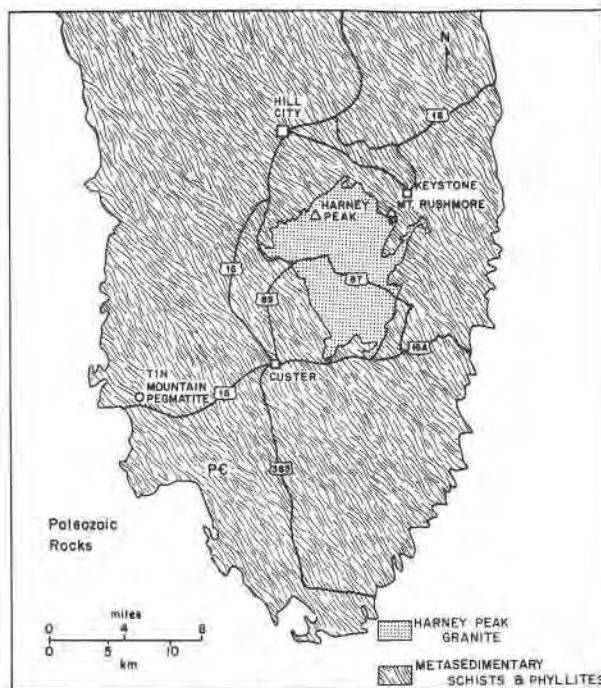 N
HILL
CITY
16
KEYSTONE
MT. RUSHMORE
HARNEY
PEAK
16
89
87
16A
CUSTER
TIN
MOUNTAIN
PEGMATITE
16
P€
385
Paleozoic
Rocks
miles
0 4 8
0 5 10
km
HARNEY PEAK
GRANITE
METASEDIMENTARY
SCHISTS & PHYLLITES